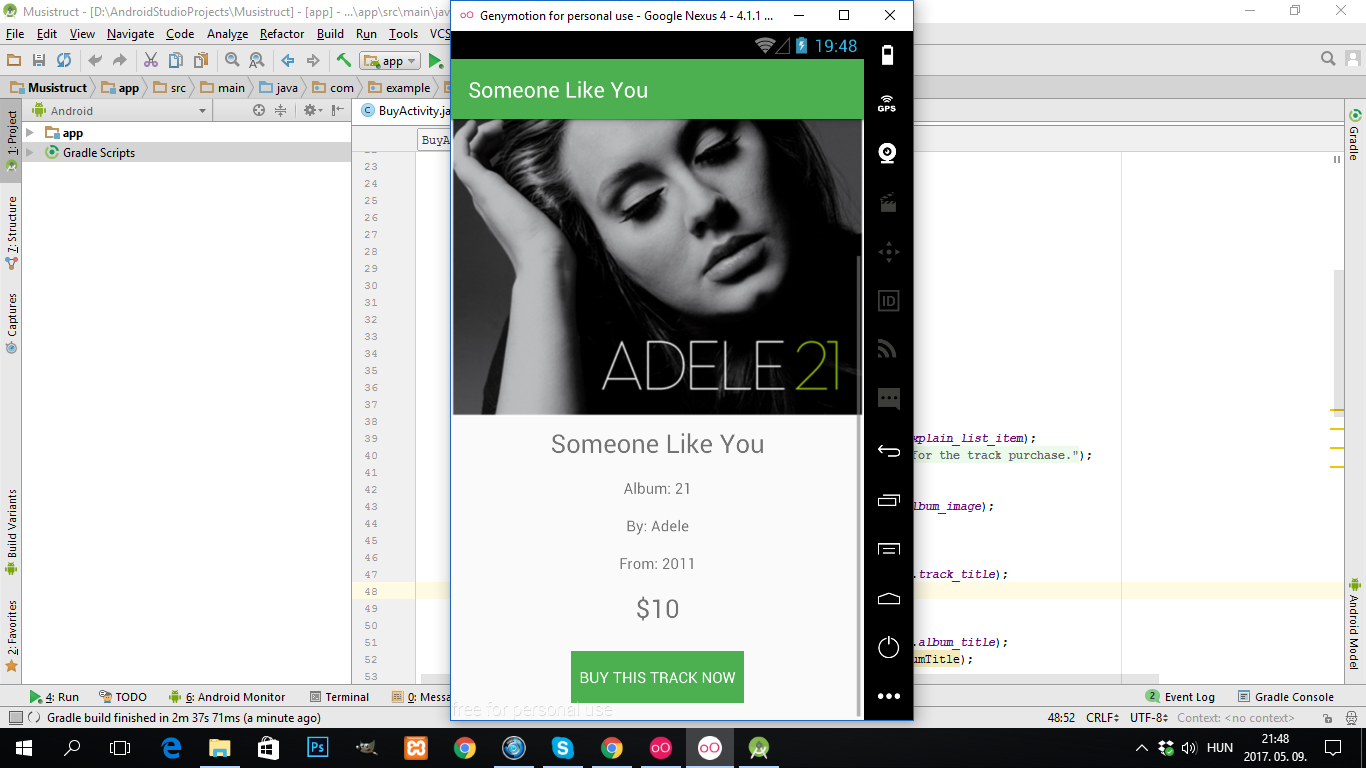 Musistruct - [D:\AndroidStudioProjects\Musistruct] - [app] - ...\app\src\main\jav
File Edit View Navigate Code Analyze Refactor Build Run Tools VCS
app
Musistruct app src main java com example
Android
BuyActivity.ja
1: Project
7: Structure
Captures
Build Variants
2: Favorites
app
Gradle Scripts
BuyA
23
24
25
26
27
28
29
30
31
32
33
34
35
36
37
38
39
40
41
42
43
44
45
46
47
48
49
50
51
52
53
Genymotion for personal use - Google Nexus 4 - 4.1.1 ...
19:48
Someone Like You
ADELE 21
Someone Like You
Album: 21
By: Adele
From: 2011
$10
BUY THIS TRACK NOW
free for personal use
GPS
ID
plain_list_item);
for the track purchase.");
lbum_image);
.track_title);
.album_title);
umTitle);
Gradle
Android Model
4: Run TODO 6: Android Monitor Terminal 0: Messa
2 Event Log Gradle Console
Gradle build finished in 2m 37s 71ms (a minute ago)
48:52 CRLF UTF-8 Context: <no context>
Ps
HUN
21:48
2017. 05. 09.